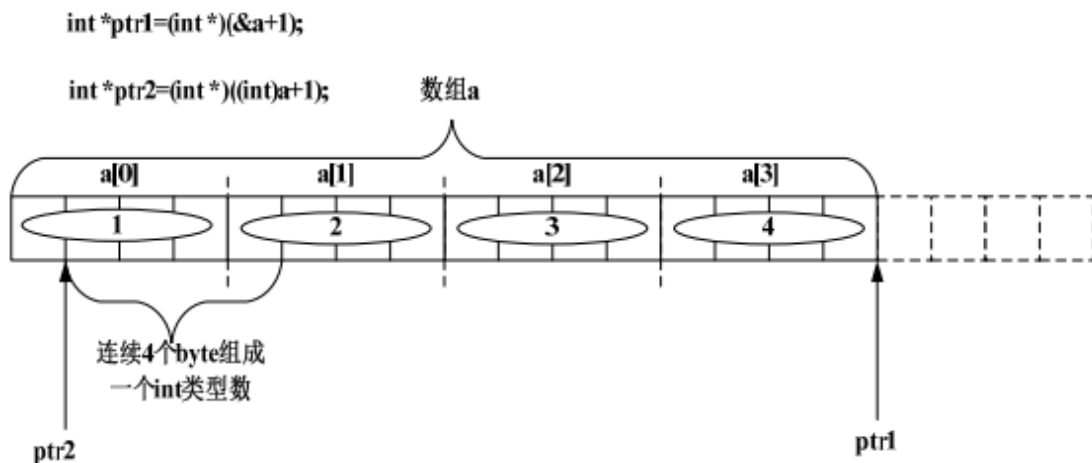 int *ptr1=(int *)(&a+1);
int *ptr2=(int *)((int)a+1);
数组a
a[0] a[1] a[2] a[3]
1 2 3 4
连续4个byte组成
一个int类型数
ptr2 ptr1